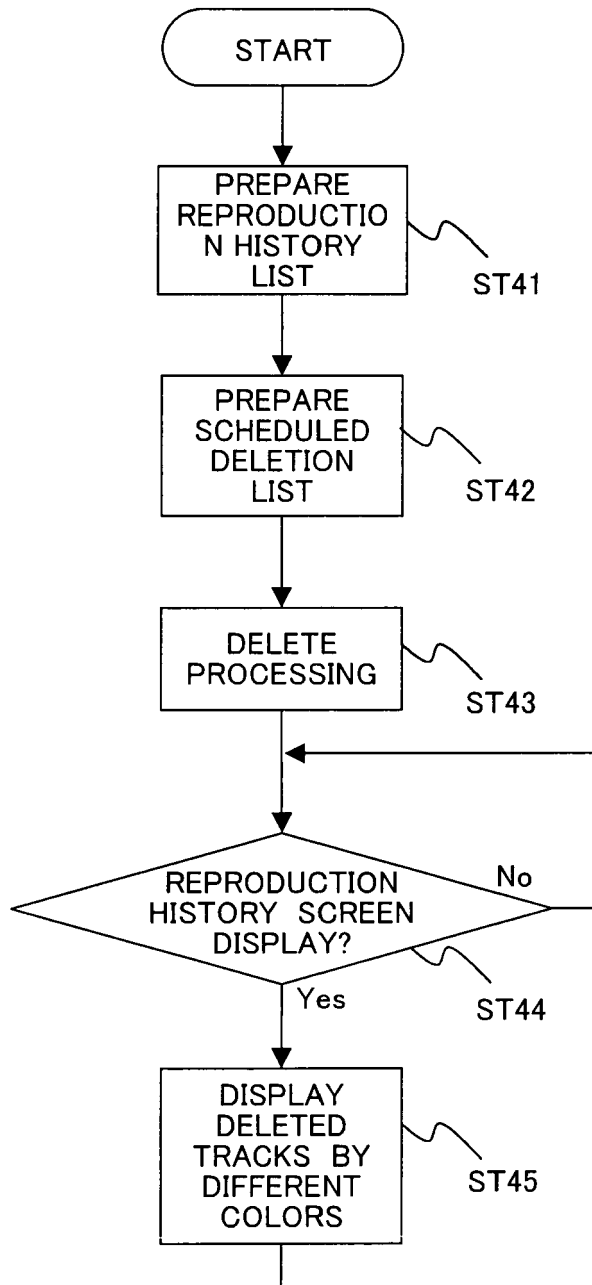 START
PREPARE
REPRODUCTIO
N HISTORY
LIST
ST41
PREPARE
SCHEDULED
DELETION
LIST
ST42
DELETE
PROCESSING
ST43
REPRODUCTION
HISTORY SCREEN
DISPLAY?
No
Yes
ST44
DISPLAY
DELETED
TRACKS BY
DIFFERENT
COLORS
ST45